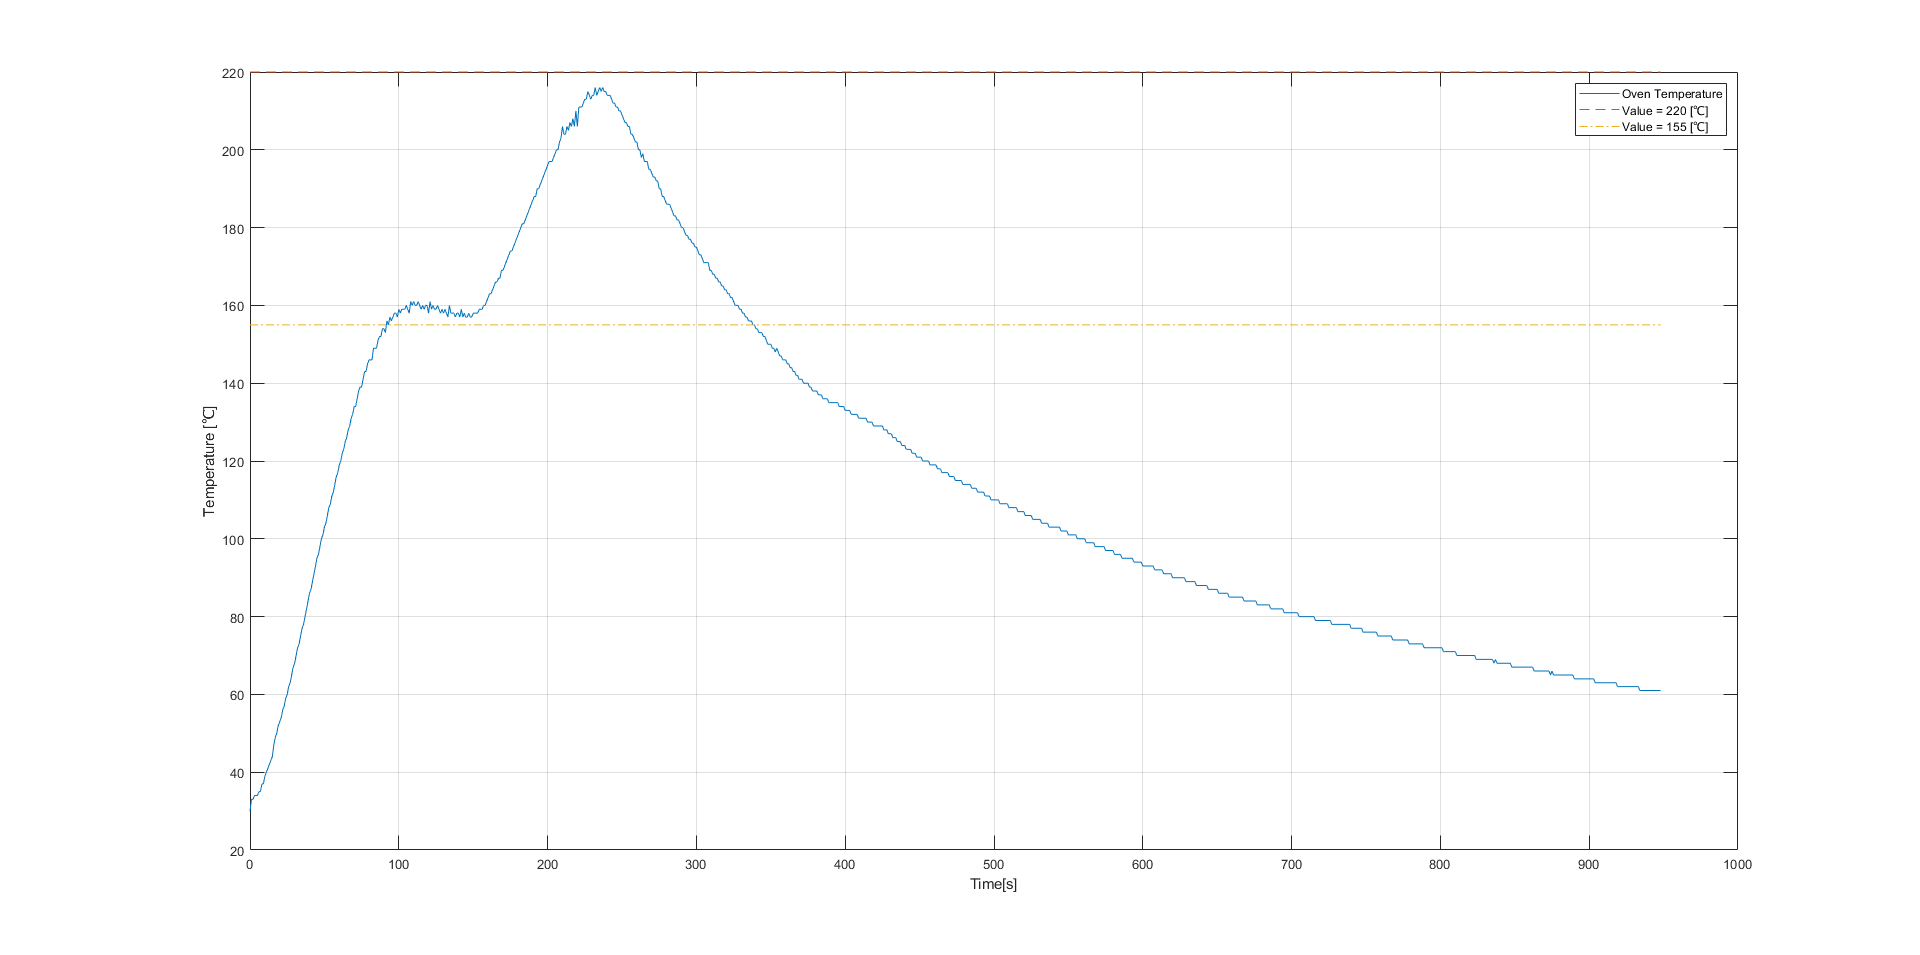 220
200
180
160
140
120
100
80
60
40
20
Temperature [℃]
0 100 200 300 400 500 600 700 800 900 1000
Time[s]
Oven Temperature
Value = 220 [℃]
Value = 155 [℃]